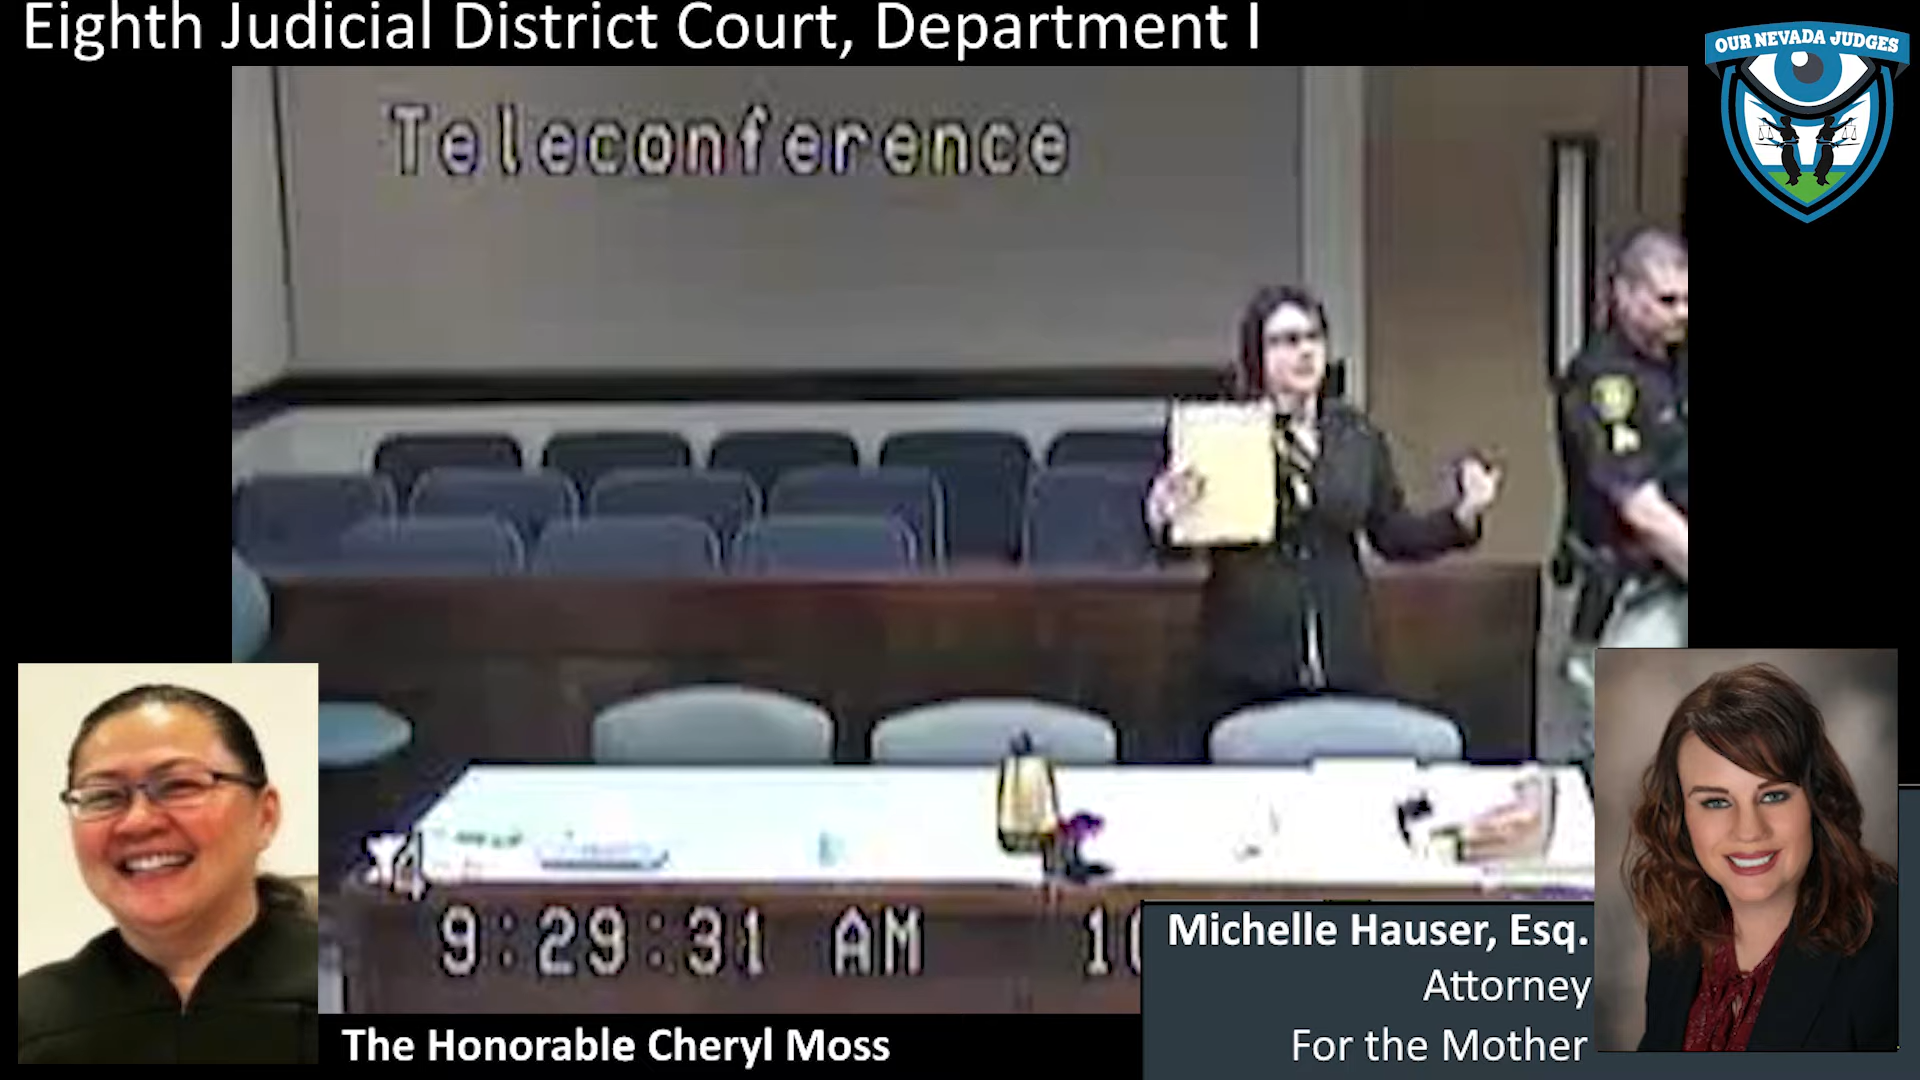 Eighth Judicial District Court, Department I
OUR NEVADA JUDGES
Teleconference
9:29:31 AM
Michelle Hauser, Esq.
Attorney
For the Mother
The Honorable Cheryl Moss